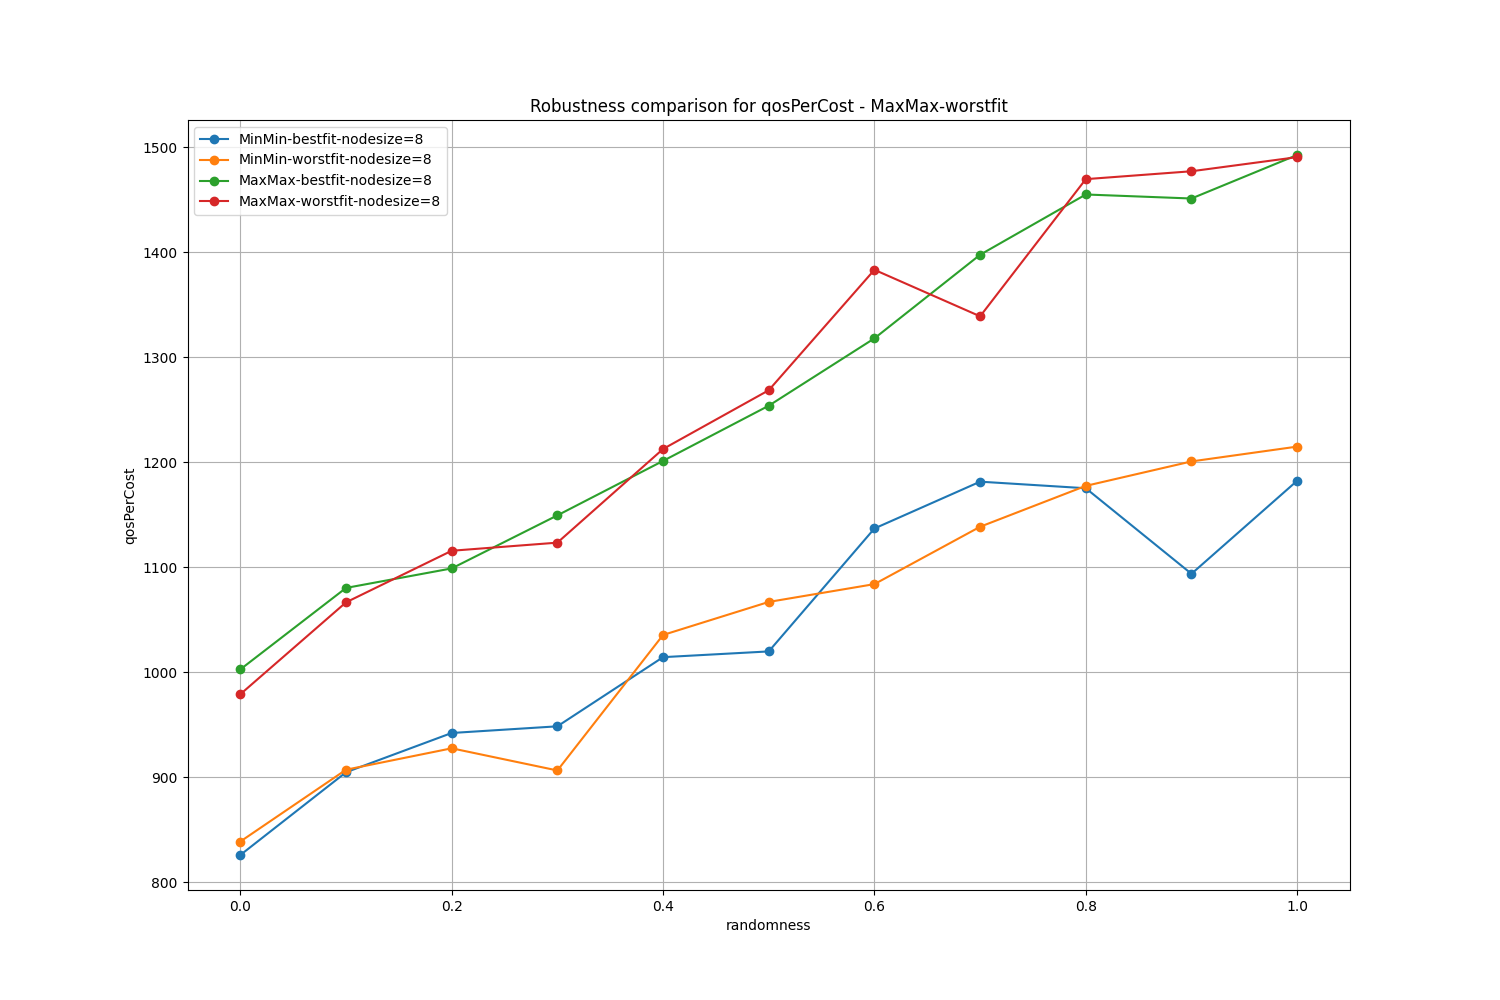 Robustness comparison for qosPerCost - MaxMax-worstfit
MinMin-bestfit-nodesize=8
MinMin-worstfit-nodesize=8
MaxMax-bestfit-nodesize=8
MaxMax-worstfit-nodesize=8
1500
1400
1300
1200
1100
1000
900
800
qosPerCost
0.0 0.2 0.4 0.6 0.8 1.0
randomness